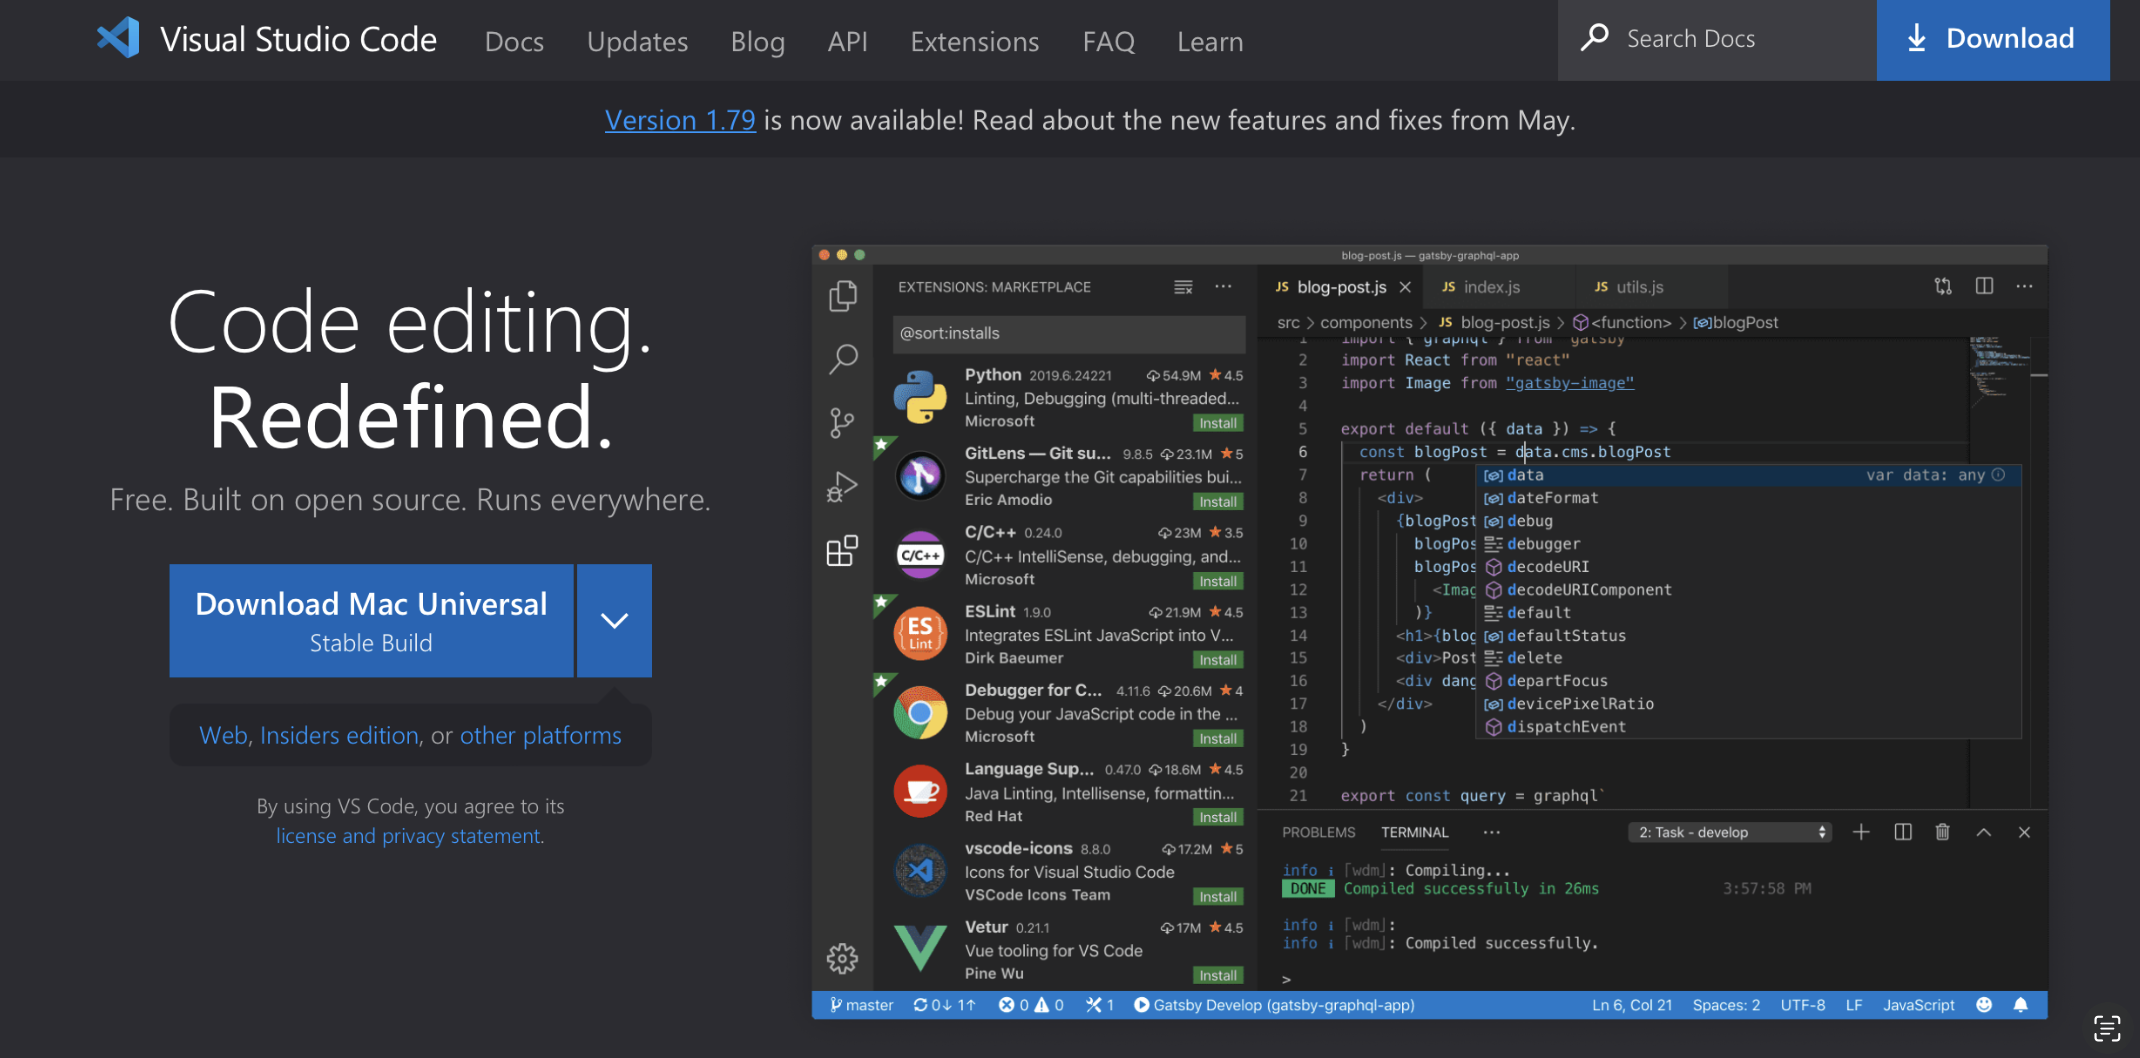 Visual Studio Code Docs Updates Blog API Extensions FAQ Learn Search Docs Download
Version 1.79 is now available! Read about the new features and fixes from May.
Code editing.
Redefined.
Free. Built on open source. Runs everywhere.
Download Mac Universal
Stable Build
Web, Insiders edition, or other platforms
By using VS Code, you agree to its
license and privacy statement.
blog-post.js — gatsby-graphql-app
EXTENSIONS: MARKETPLACE
@sort:installs
Python 2019.6.24221 54.9M 4.5
Linting, Debugging (multi-threaded...
Microsoft Install
GitLens — Git su... 9.8.5 23.1M 5
Supercharge the Git capabilities bui...
Eric Amodio Install
C/C++
C/C++ 0.24.0 23M 3.5
C/C++ IntelliSense, debugging, and...
Microsoft Install
ES
Lint
ESLint 1.9.0 21.9M 4.5
Integrates ESLint JavaScript into V...
Dirk Baeumer Install
Debugger for C... 4.11.6 20.6M 4
Debug your JavaScript code in the ...
Microsoft Install
Language Sup... 0.47.0 18.6M 4.5
Java Linting, Intellisense, formattin...
Red Hat Install
vscode-icons 8.8.0 17.2M 5
Icons for Visual Studio Code
VSCode Icons Team Install
Vetur 0.21.1 17M 4.5
Vue tooling for VS Code
Pine Wu Install
JS blog-post.js JS index.js JS utils.js
src > components > JS blog-post.js > <function> > blogPost
1 import { graphql } from "gatsby"
2 import React from "react"
3 import Image from "gatsby-image"
4
5 export default ({ data }) => {
6 const blogPost = data.cms.blogPost
7 return (
8 <div>
9 {blogPost
10 blogPos
11 blogPos
12 <Imag
13 )}
14 <h1>{blog
15 <div>Post
16 <div dang
17 </div>
18 )
19 }
20
21 export const query = graphql`
data var data: any
dateFormat
debug
debugger
decodeURI
decodeURIComponent
default
defaultStatus
delete
departFocus
devicePixelRatio
dispatchEvent
PROBLEMS TERMINAL ... 2: Task - develop
info i ｢wdm｣: Compiling...
DONE Compiled successfully in 26ms 3:57:58 PM
info i ｢wdm｣:
info i ｢wdm｣: Compiled successfully.
>
master 0↓ 1↑ 0 0 1 Gatsby Develop (gatsby-graphql-app) Ln 6, Col 21 Spaces: 2 UTF-8 LF JavaScript